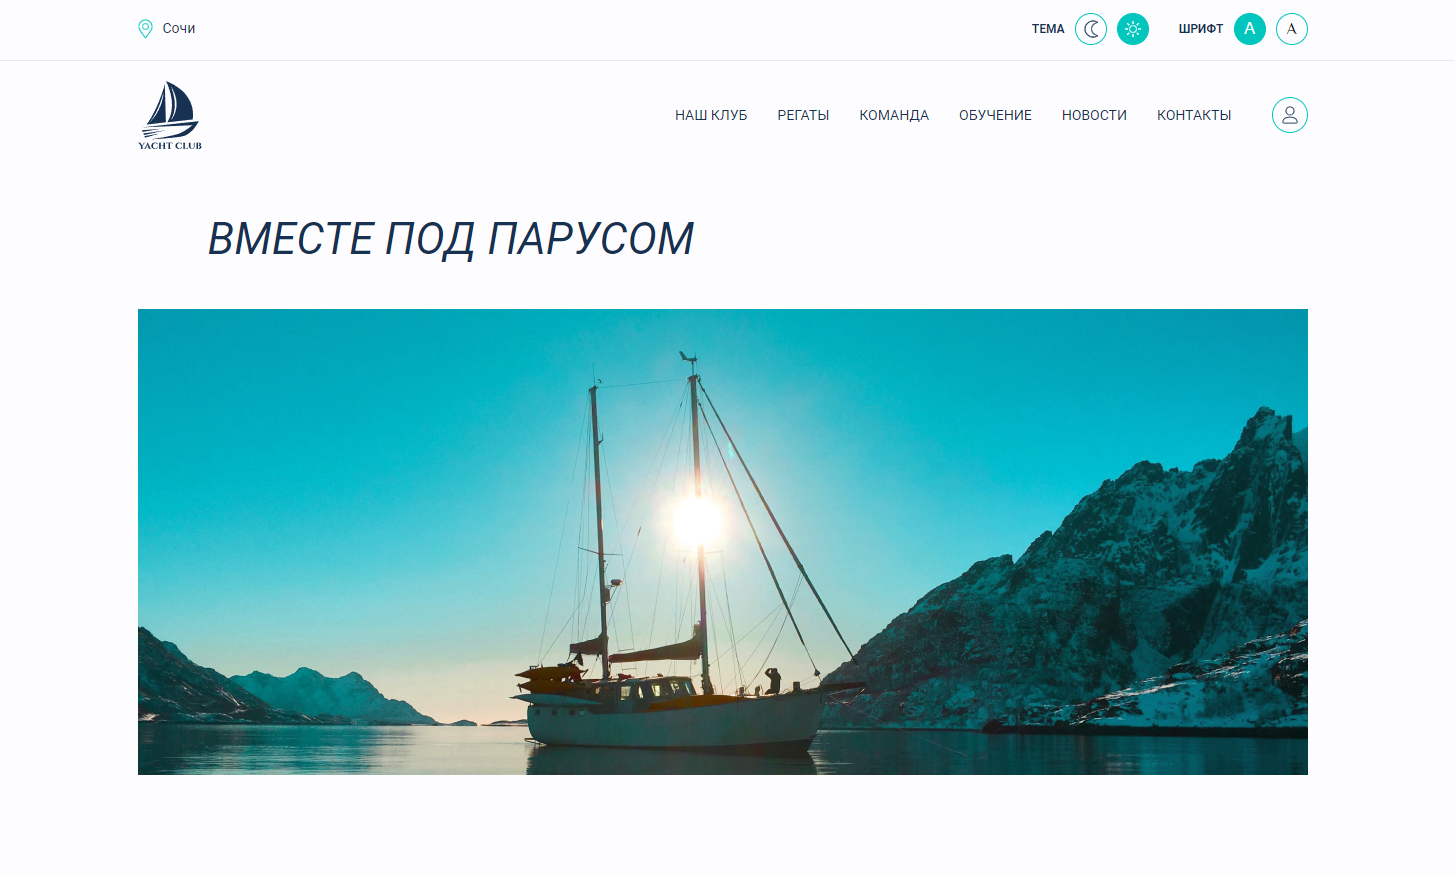 Сочи
ТЕМА
ШРИФТ A A
YACHT CLUB
НАШ КЛУБ РЕГАТЫ КОМАНДА ОБУЧЕНИЕ НОВОСТИ КОНТАКТЫ
ВМЕСТЕ ПОД ПАРУСОМ